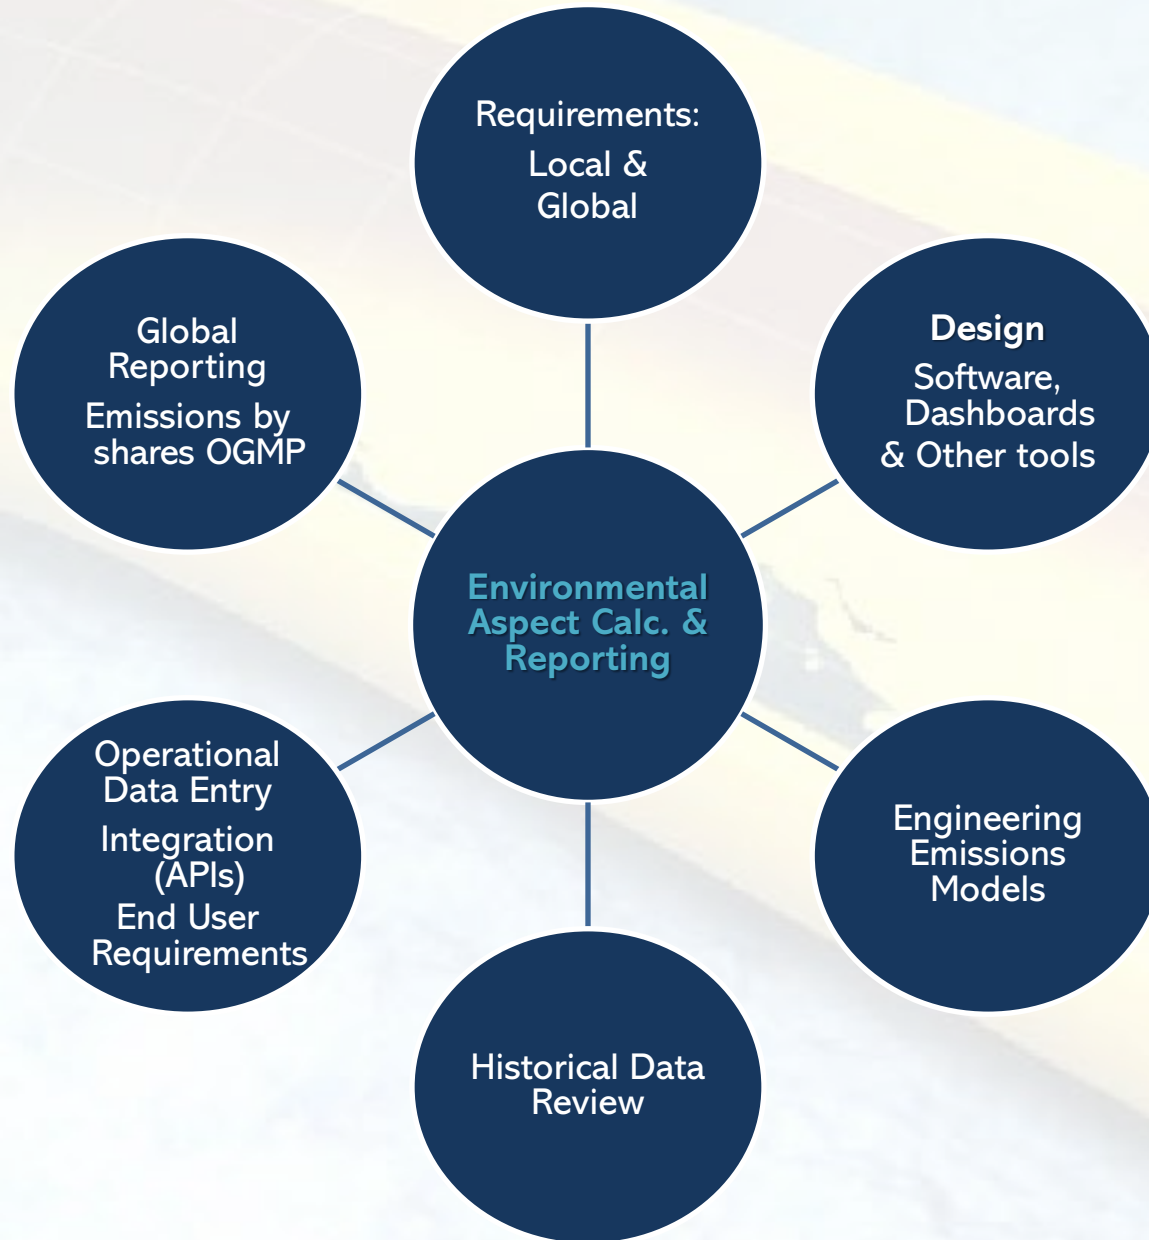 Requirements:
Local &
Global
Design
Software,
Dashboards
& Other tools
Engineering
Emissions
Models
Historical Data
Review
Operational
Data Entry
Integration
(APIs)
End User
Requirements
Global
Reporting
Emissions by
shares OGMP
Environmental
Aspect Calc. &
Reporting